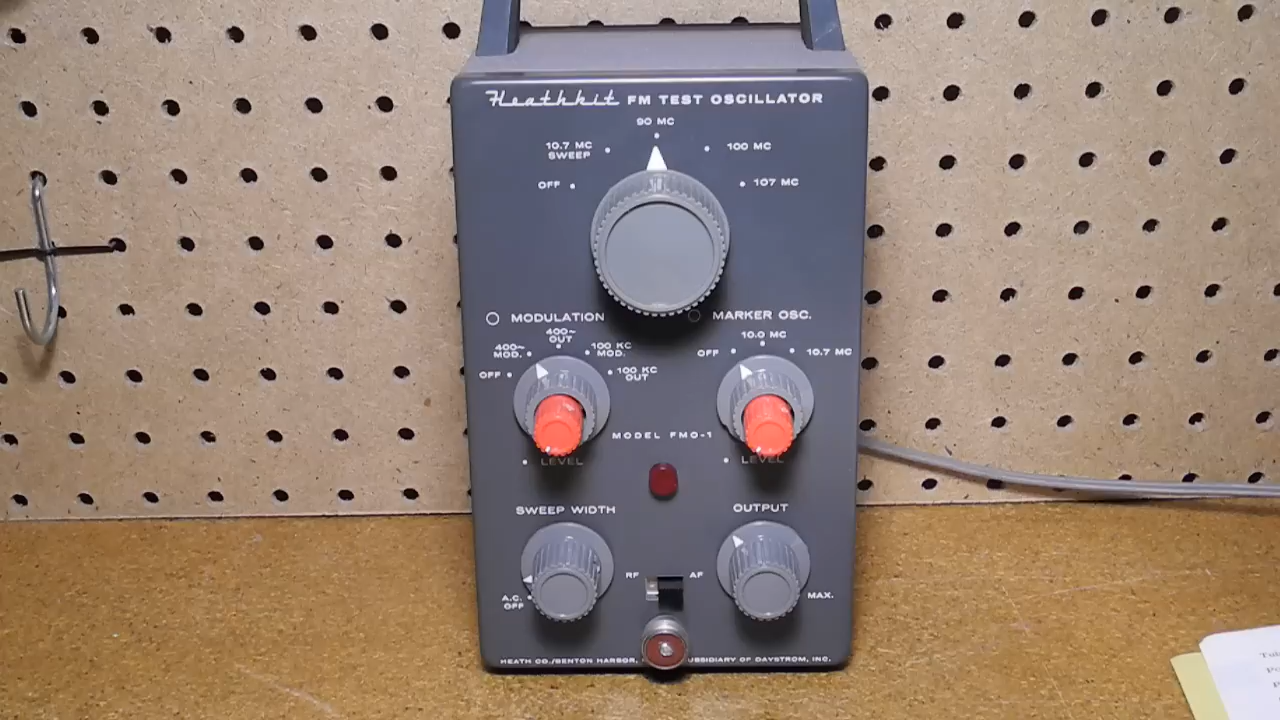 Heathkit FM TEST OSCILLATOR
90 MC
10.7 MC
SWEEP
100 MC
OFF
107 MC
MODULATION
MARKER OSC.
400~
OUT
400~
MOD.
100 KC
MOD.
10.0 MC
OFF
10.7 MC
OFF
100 KC
OUT
MODEL FMO-1
LEVEL
LEVEL
SWEEP WIDTH
OUTPUT
RF
AF
A.C.
OFF
MAX.
HEATH CO./BENTON HARBOR, SUBSIDIARY OF DAYSTROM, INC.